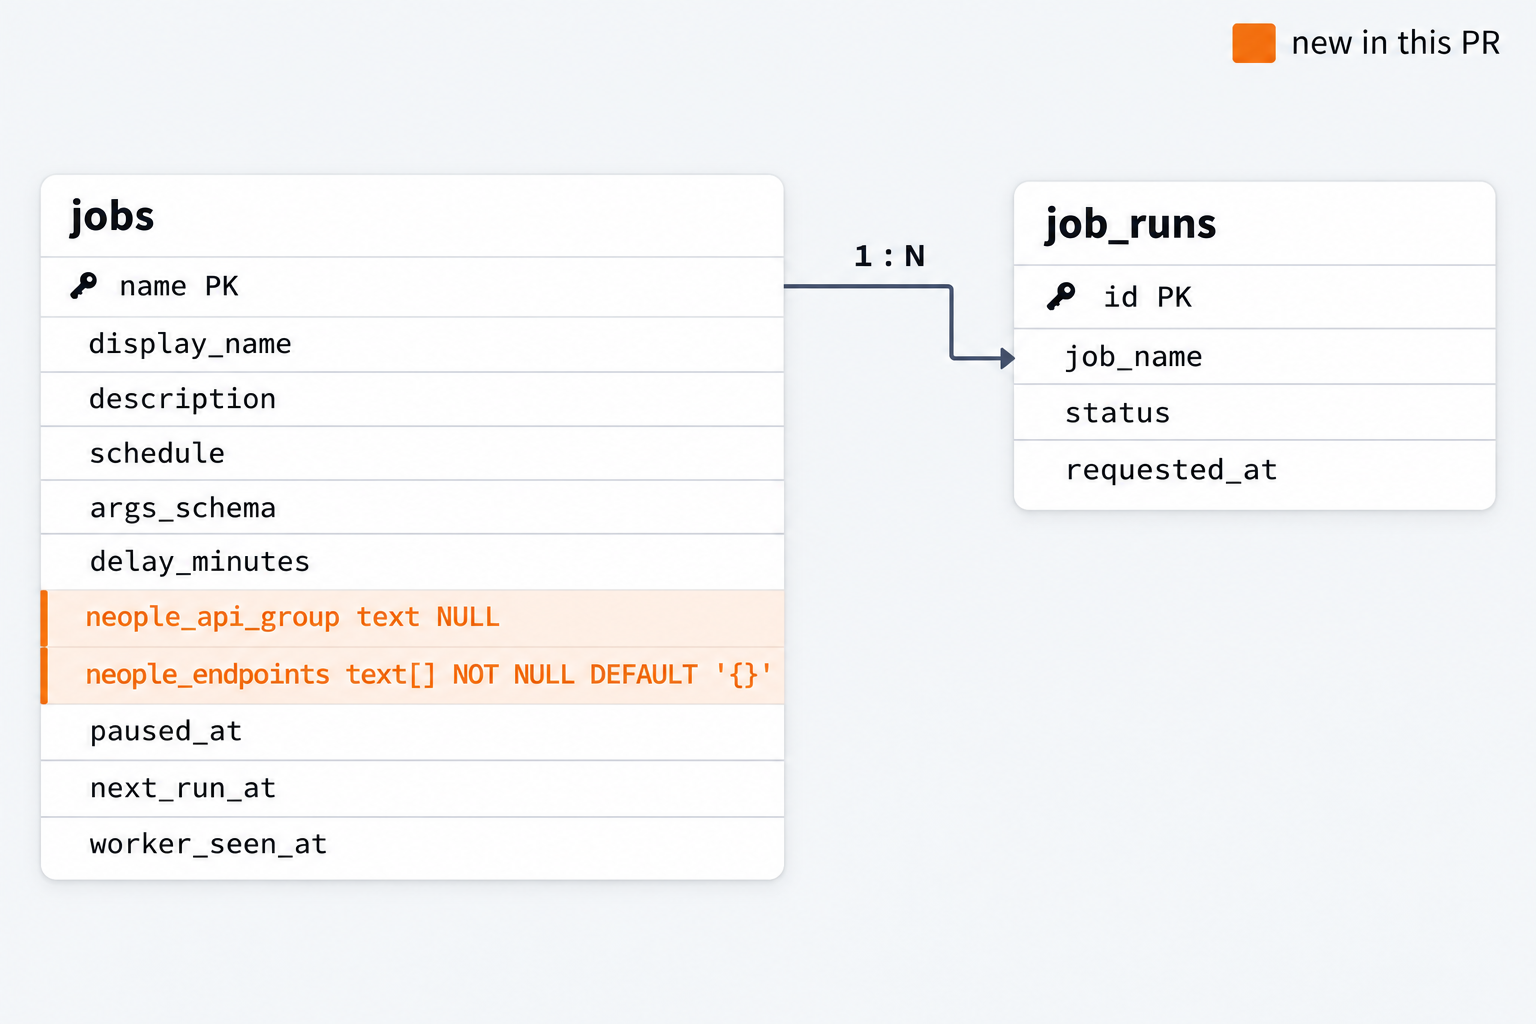 new in this PR
jobs
name PK
display_name
description
schedule
args_schema
delay_minutes
neople_api_group text NULL
neople_endpoints text[] NOT NULL DEFAULT '{}'
paused_at
next_run_at
worker_seen_at
1 : N
job_runs
id PK
job_name
status
requested_at